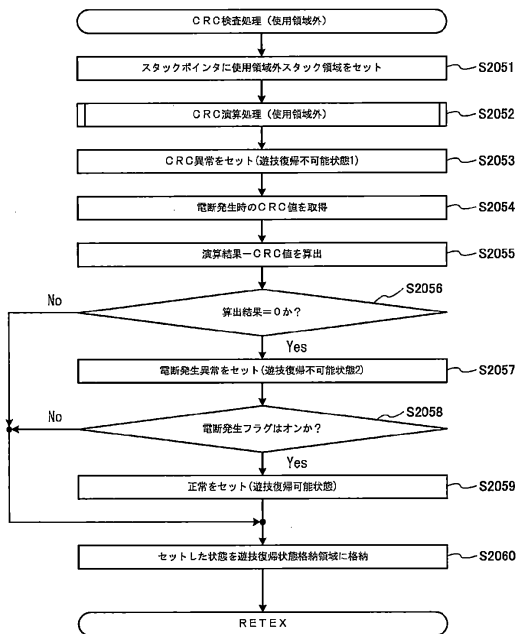 ＣＲＣ検査処理（使用領域外）
スタックポインタに使用領域外スタック領域をセット
S2051
ＣＲＣ演算処理（使用領域外）
S2052
ＣＲＣ異常をセット(遊技復帰不可能状態1)
S2053
電断発生時のＣＲＣ値を取得
S2054
演算結果－ＣＲＣ値を算出
S2055
S2056
算出結果＝０か？
No
Yes
電断発生異常をセット(遊技復帰不可能状態2)
S2057
S2058
電断発生フラグはオンか？
No
Yes
正常をセット(遊技復帰可能状態)
S2059
セットした状態を遊技復帰状態格納領域に格納
S2060
ＲＥＴＥＸ